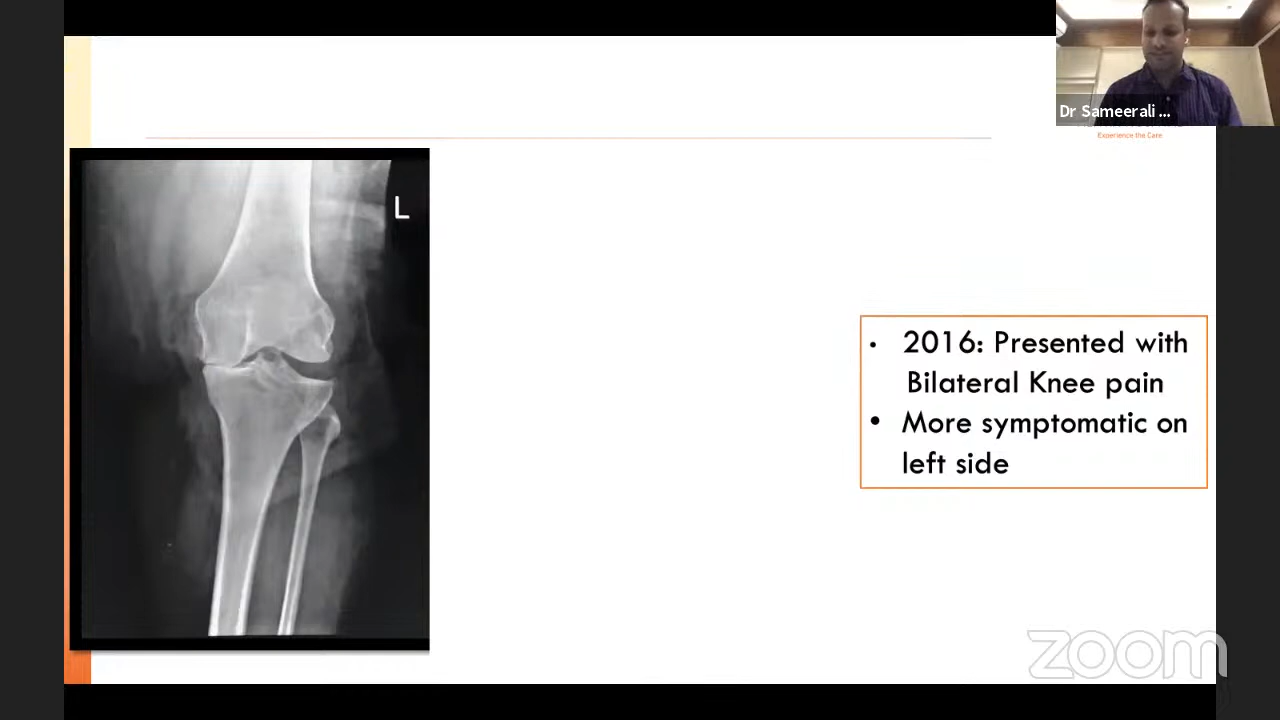 Dr Sameerali ...
Experience the Care
L
• 2016: Presented with
Bilateral Knee pain
• More symptomatic on
left side
zoom